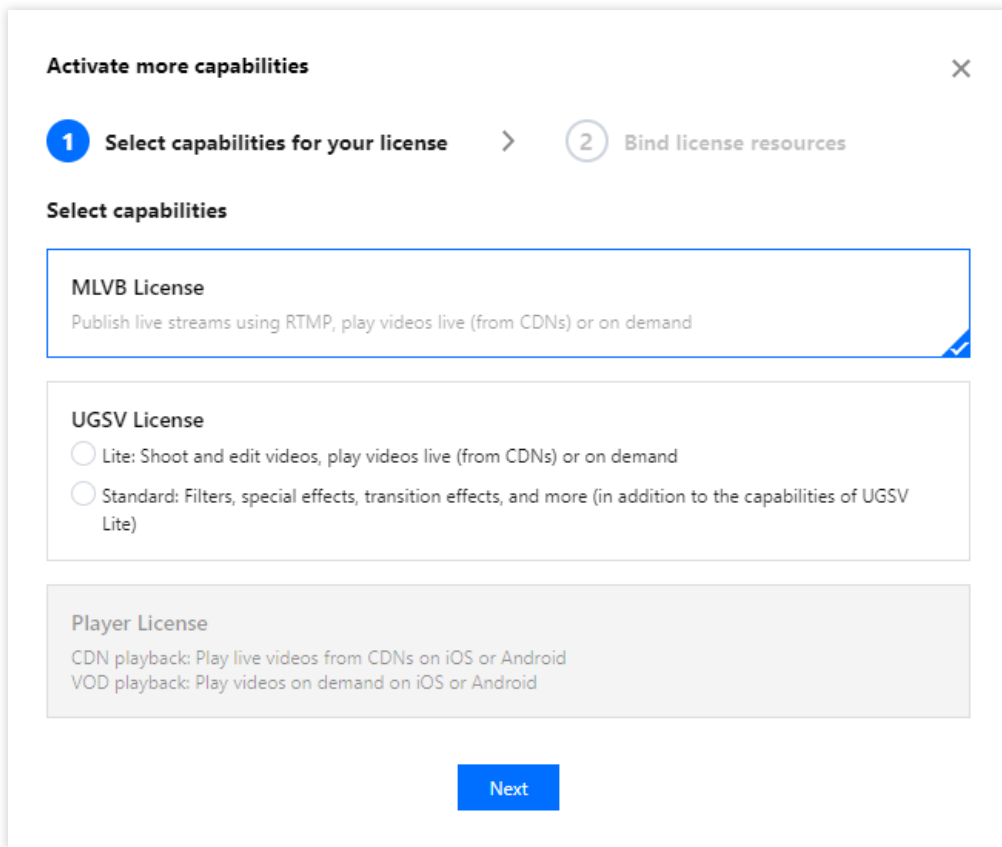 Activate more capabilities
1 Select capabilities for your license > 2 Bind license resources
Select capabilities
MLVB License
Publish live streams using RTMP, play videos live (from CDNs) or on demand
UGSV License
Lite: Shoot and edit videos, play videos live (from CDNs) or on demand
Standard: Filters, special effects, transition effects, and more (in addition to the capabilities of UGSV
Lite)
Player License
CDN playback: Play live videos from CDNs on iOS or Android
VOD playback: Play videos on demand on iOS or Android
Next